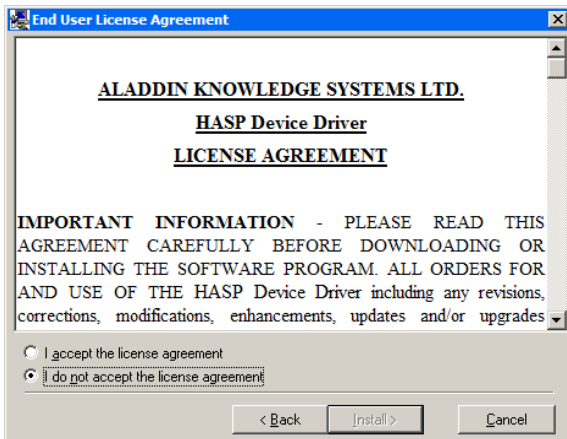 End User License Agreement
ALADDIN KNOWLEDGE SYSTEMS LTD.
HASP Device Driver
LICENSE AGREEMENT
IMPORTANT INFORMATION - PLEASE READ THIS
AGREEMENT CAREFULLY BEFORE DOWNLOADING OR
INSTALLING THE SOFTWARE PROGRAM. ALL ORDERS FOR
AND USE OF THE HASP Device Driver including any revisions,
corrections, modifications, enhancements, updates and/or upgrades
I accept the license agreement
I do not accept the license agreement
< Back Install > Cancel